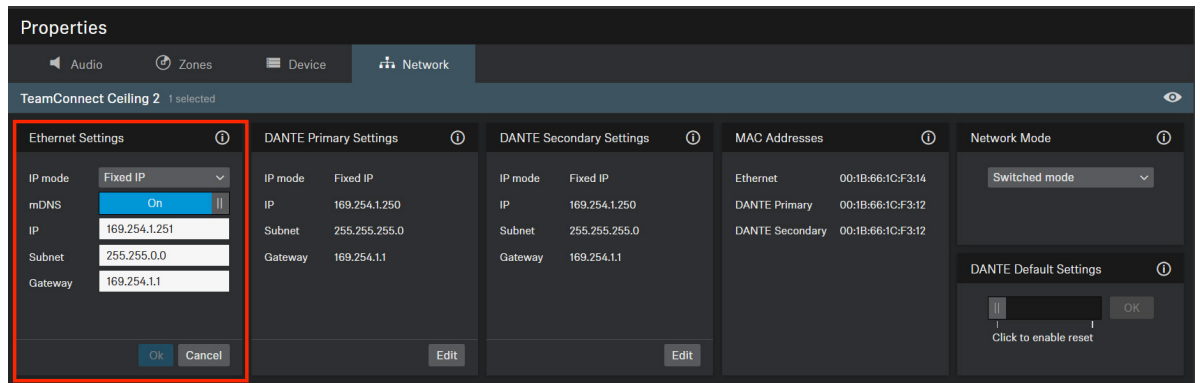 Properties
Audio
Zones
Device
Network
TeamConnect Ceiling 2 1 selected
Ethernet Settings
IP mode Fixed IP
mDNS On
IP 169.254.1.251
Subnet 255.255.0.0
Gateway 169.254.1.1
Ok Cancel
DANTE Primary Settings
IP mode Fixed IP
IP 169.254.1.250
Subnet 255.255.255.0
Gateway 169.254.1.1
Edit
DANTE Secondary Settings
IP mode Fixed IP
IP 169.254.1.250
Subnet 255.255.255.0
Gateway 169.254.1.1
Edit
MAC Addresses
Ethernet 00:1B:66:1C:F3:14
DANTE Primary 00:1B:66:1C:F3:12
DANTE Secondary 00:1B:66:1C:F3:12
Network Mode
Switched mode
DANTE Default Settings
OK
Click to enable reset